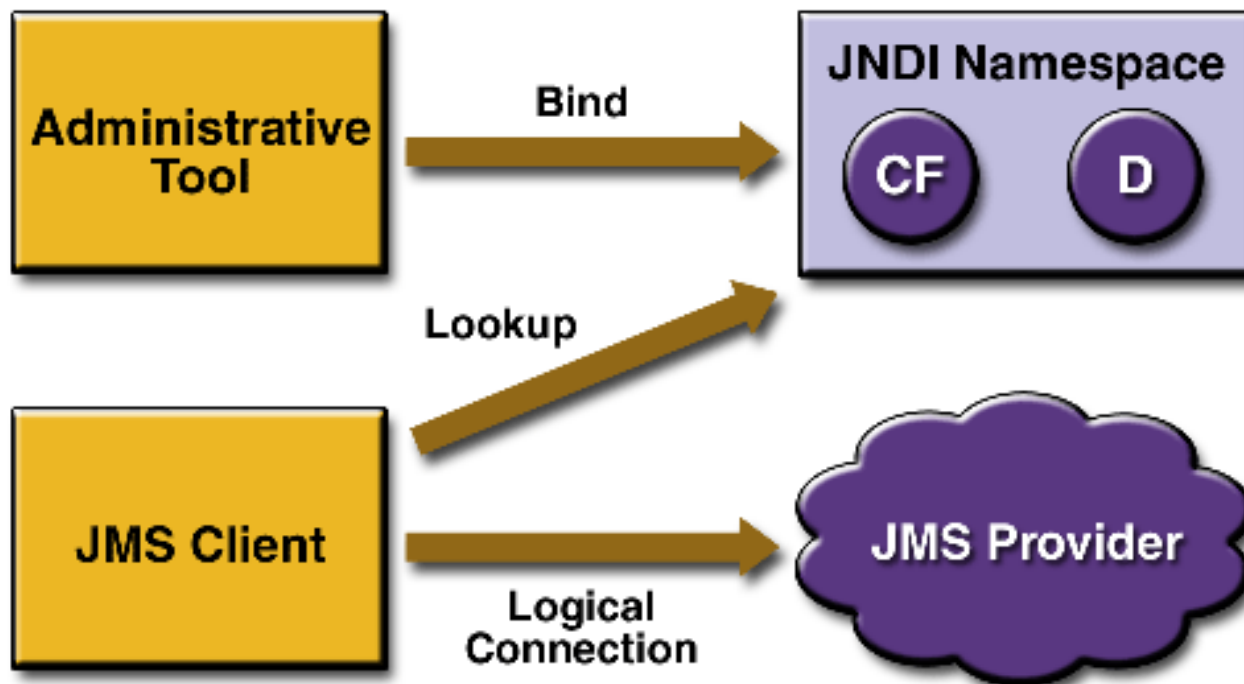 Administrative
Tool
Bind
JNDI Namespace
CF
D
Lookup
JMS Client
Logical
Connection
JMS Provider